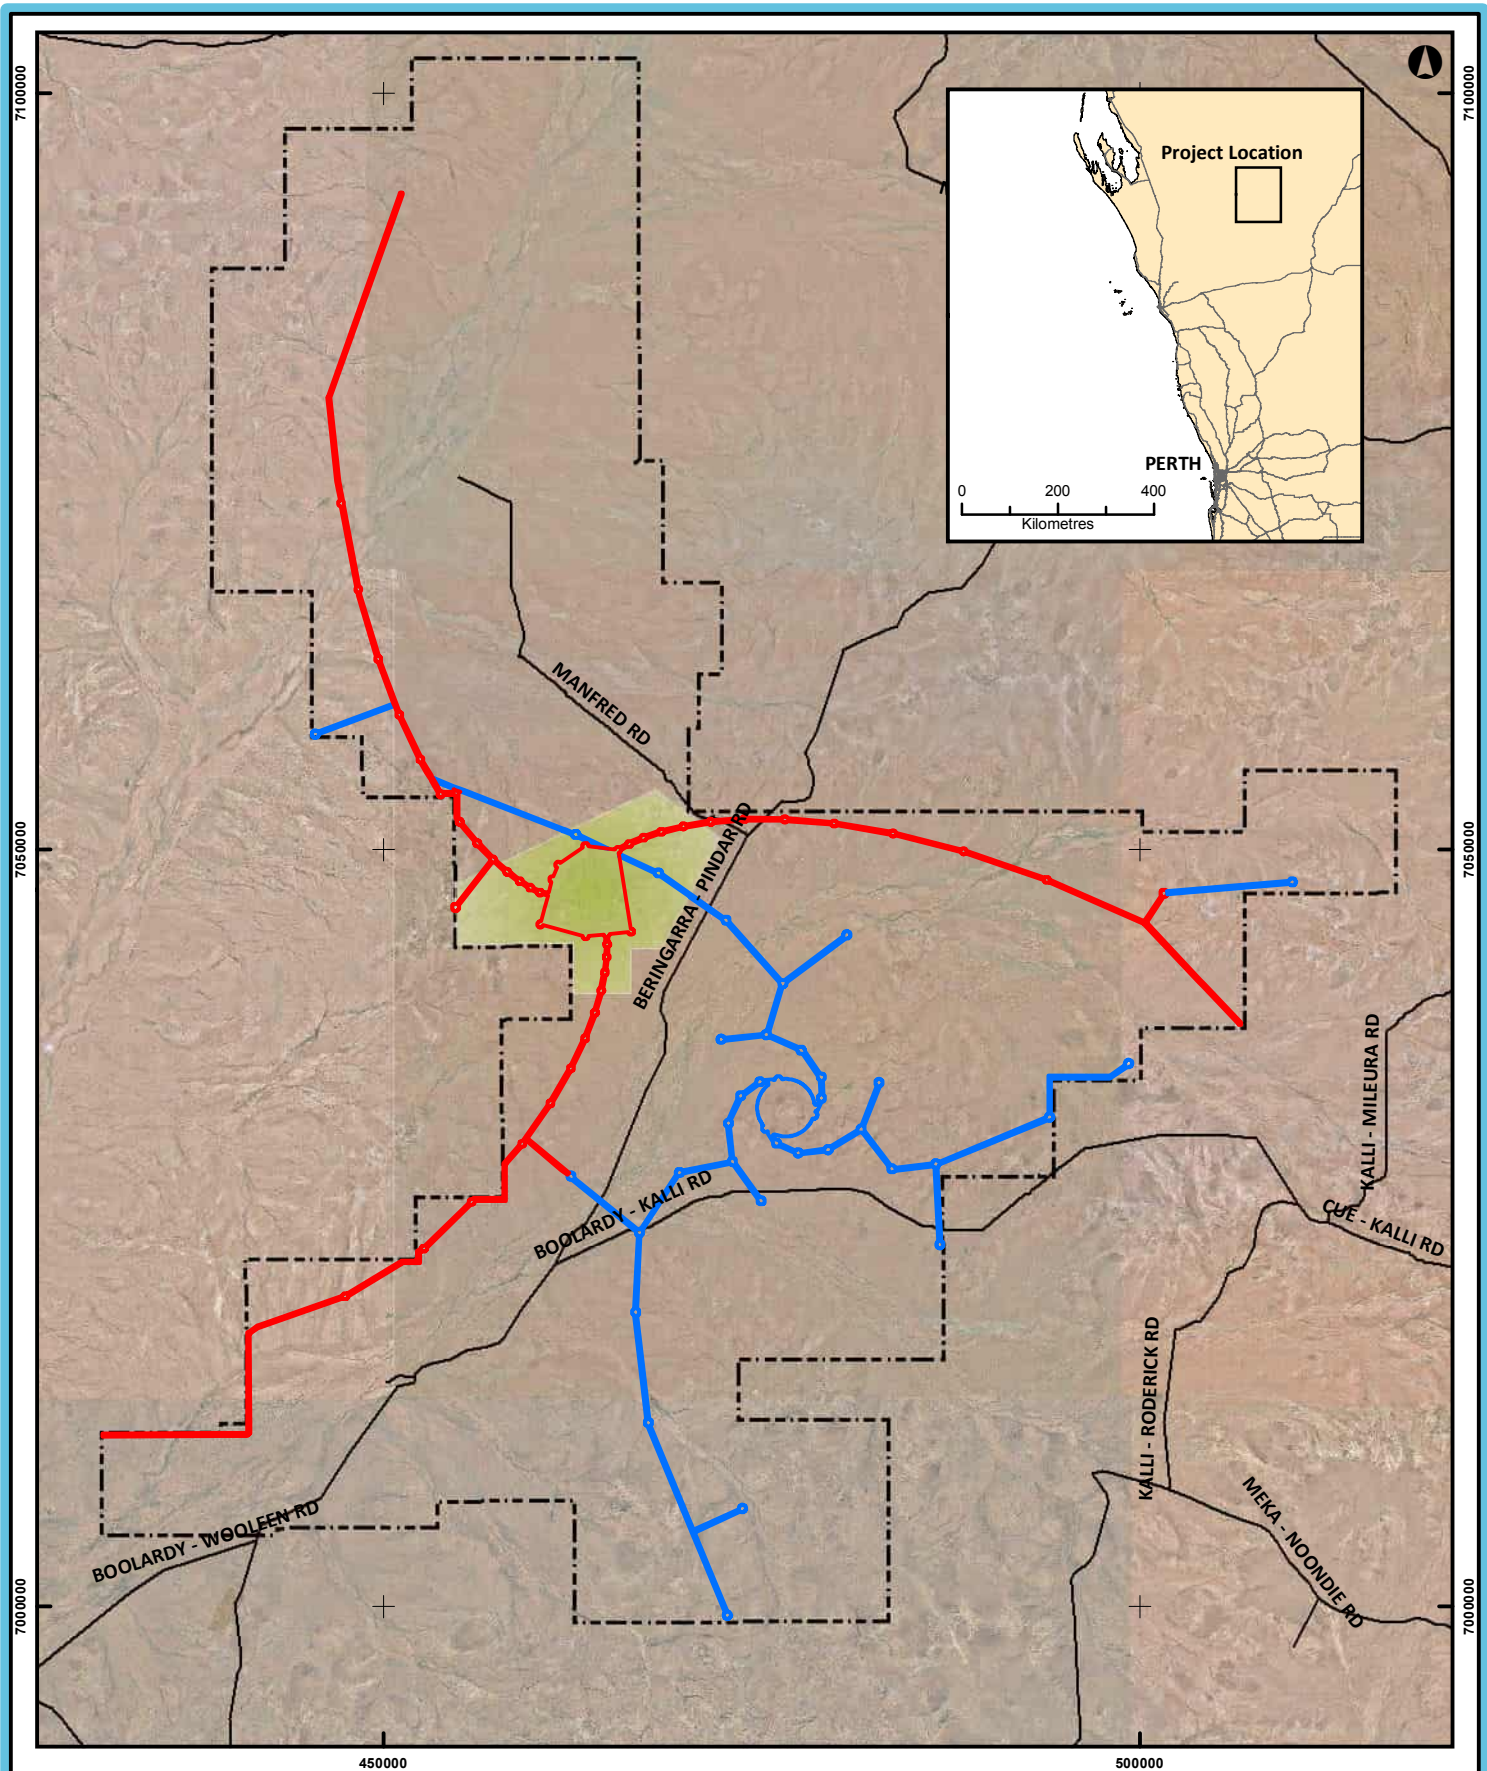 7100000
7100000
Project Location
PERTH
0 200 400
Kilometres
MANFRED RD
BERINGARRA - PINDAR RD
7050000
7050000
KALLI - MILEURA RD
BOOLARDY - KALLI RD
CUE - KALLI RD
KALLI - RODERICK RD
MEKA - NOONDIE RD
BOOLARDY - WOOLEEN RD
7000000
7000000
450000
500000